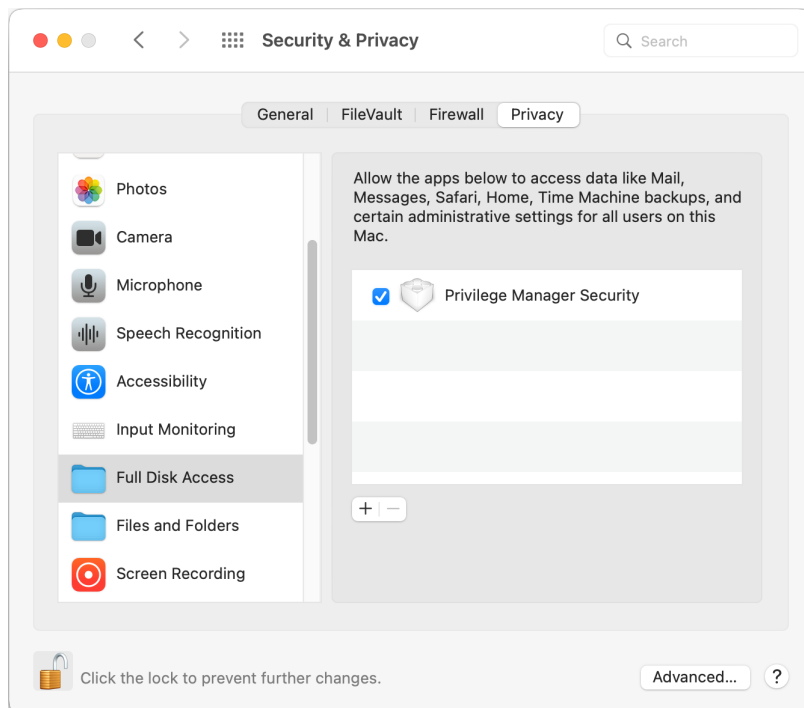 Security & Privacy
Search
General
FileVault
Firewall
Privacy
Photos
Camera
Microphone
Speech Recognition
Accessibility
Input Monitoring
Full Disk Access
Files and Folders
Screen Recording
Allow the apps below to access data like Mail,
Messages, Safari, Home, Time Machine backups, and
certain administrative settings for all users on this
Mac.
Privilege Manager Security
+
−
Click the lock to prevent further changes.
Advanced...
?